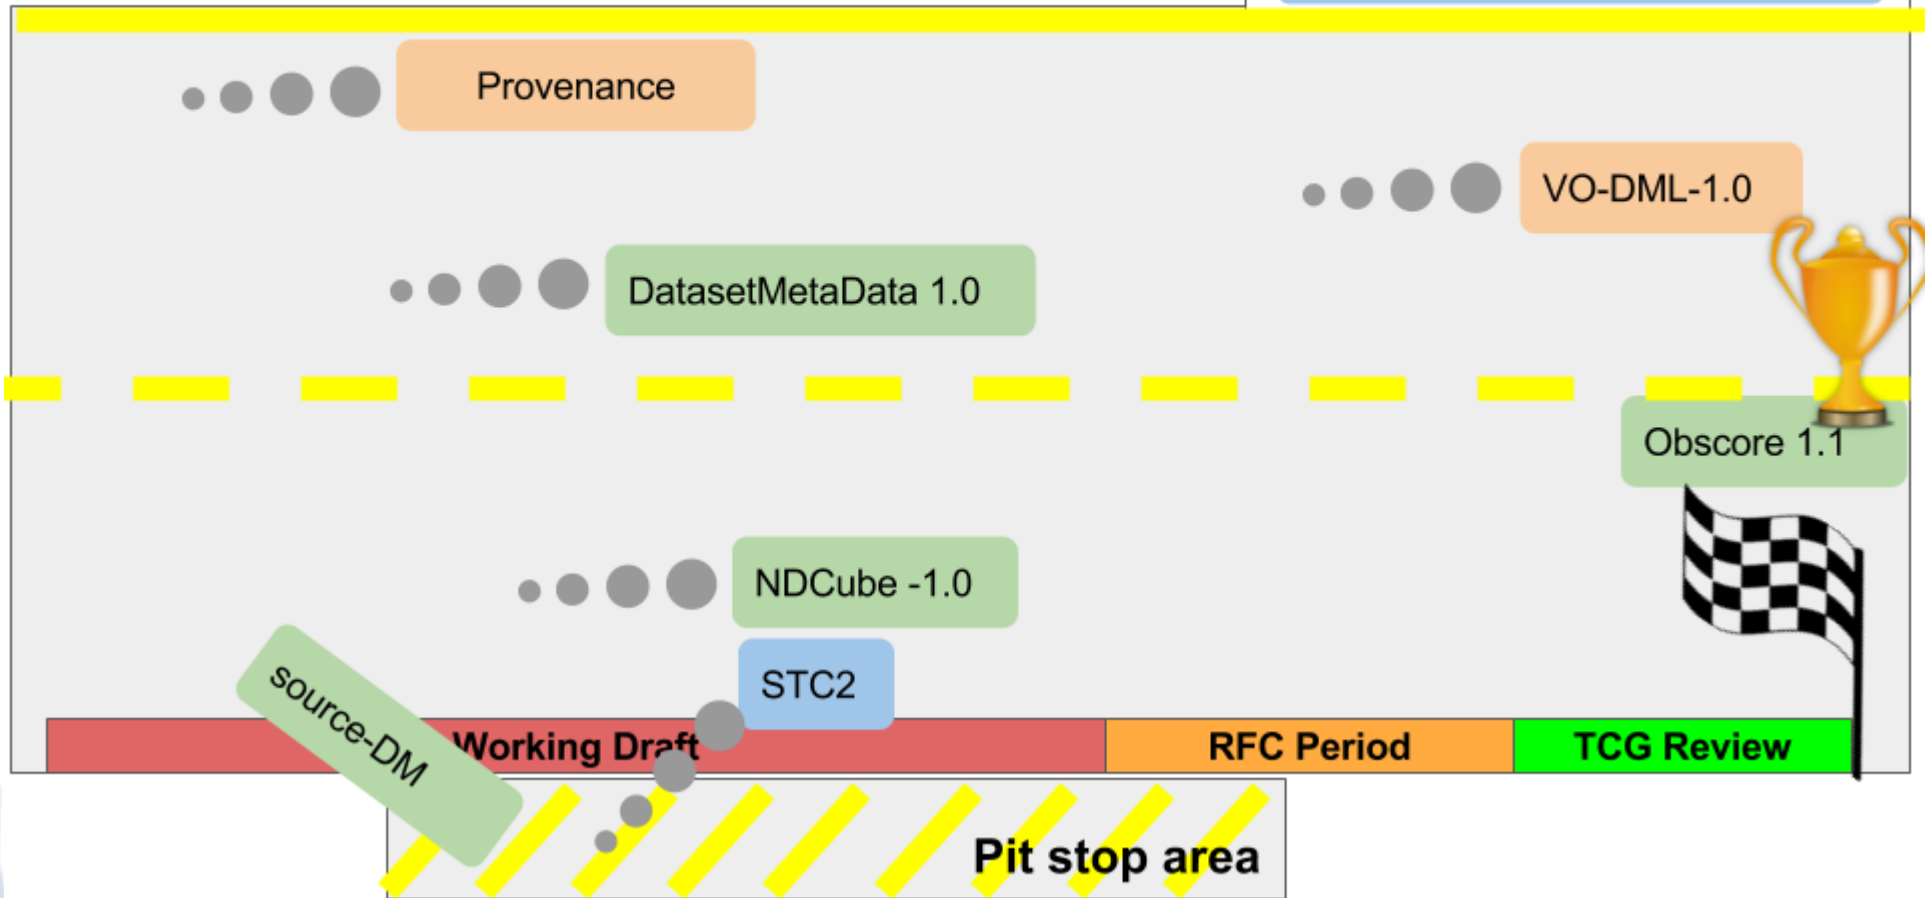 Provenance
VO-DML-1.0
DatasetMetaData 1.0
Obscore 1.1
NDCube -1.0
STC2
source-DM
Working Draft
RFC Period
TCG Review
Pit stop area